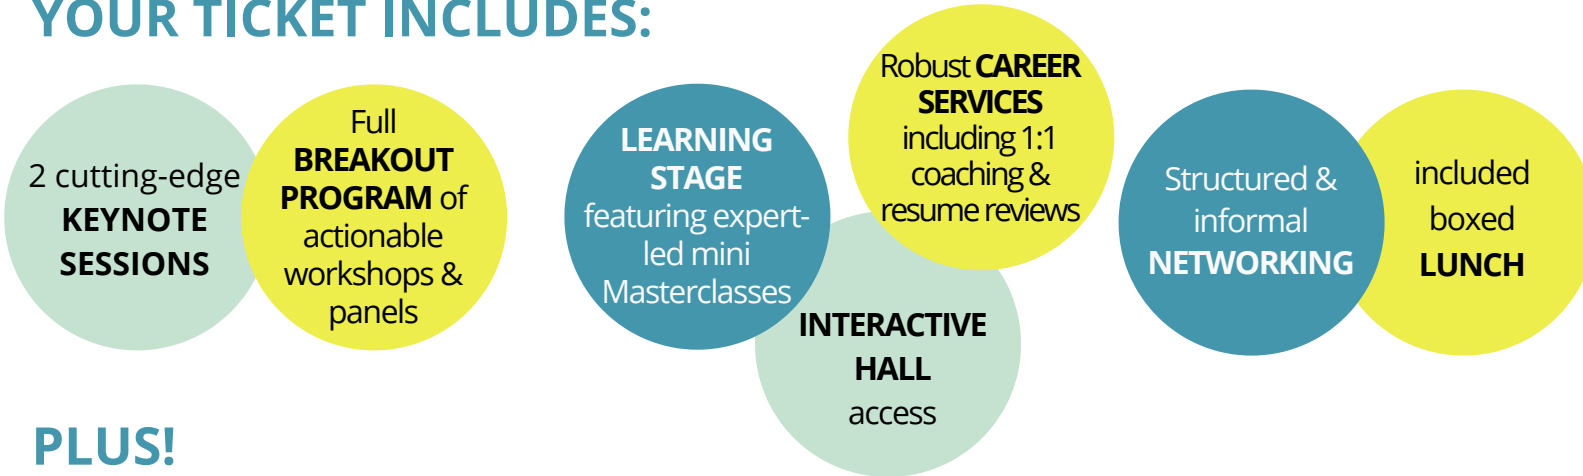 YOUR TICKET INCLUDES:
2 cutting-edge
KEYNOTE
SESSIONS
Full
BREAKOUT
PROGRAM of
actionable
workshops &
panels
LEARNING
STAGE
featuring expert-
led mini
Masterclasses
INTERACTIVE
HALL
access
Robust CAREER
SERVICES
including 1:1
coaching &
resume reviews
Structured &
informal
NETWORKING
included
boxed
LUNCH
PLUS!